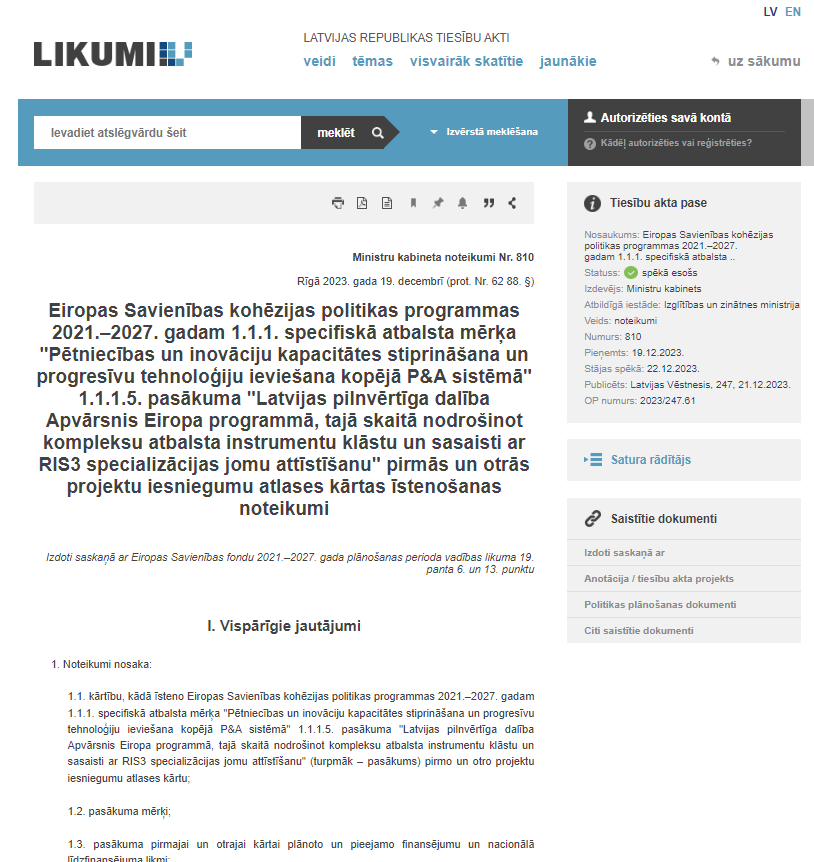 LV EN
LIKUMI
LATVIJAS REPUBLIKAS TIESĪBU AKTI
veidi tēmas visvairāk skatītie jaunākie
uz sākumu
Ievadiet atslēgvārdu šeit
meklēt
Izvērstā meklēšana
Autorizēties savā kontā
Kādēļ autorizēties vai reģistrēties?
Ministru kabineta noteikumi Nr. 810
Rīgā 2023. gada 19. decembrī (prot. Nr. 62 88. §)
Eiropas Savienības kohēzijas politikas programmas
2021.–2027. gadam 1.1.1. specifiskā atbalsta mērķa
"Pētniecības un inovāciju kapacitātes stiprināšana un
progresīvu tehnoloģiju ieviešana kopējā P&A sistēmā"
1.1.1.5. pasākuma "Latvijas pilnvērtīga dalība
Apvārsnis Eiropa programmā, tajā skaitā nodrošinot
kompleksu atbalsta instrumentu klāstu un sasaisti ar
RIS3 specializācijas jomu attīstīšanu" pirmās un otrās
projektu iesniegumu atlases kārtas īstenošanas
noteikumi
Izdoti saskaņā ar Eiropas Savienības fondu 2021.–2027. gada plānošanas perioda vadības likuma 19.
panta 6. un 13. punktu
I. Vispārīgie jautājumi
1. Noteikumi nosaka:
1.1. kārtību, kādā īsteno Eiropas Savienības kohēzijas politikas programmas 2021.–2027. gadam
1.1.1. specifiskā atbalsta mērķa "Pētniecības un inovāciju kapacitātes stiprināšana un progresīvu
tehnoloģiju ieviešana kopējā P&A sistēmā" 1.1.1.5. pasākuma "Latvijas pilnvērtīga dalība
Apvārsnis Eiropa programmā, tajā skaitā nodrošinot kompleksu atbalsta instrumentu klāstu un
sasaisti ar RIS3 specializācijas jomu attīstīšanu" (turpmāk – pasākums) pirmo un otro projektu
iesniegumu atlases kārtu;
1.2. pasākuma mērķi;
1.3. pasākuma pirmajai un otrajai kārtai plānoto un pieejamo finansējumu un nacionālā
līdzfinansējuma likmi;
Tiesību akta pase
Nosaukums: Eiropas Savienības kohēzijas
politikas programmas 2021.–2027.
gadam 1.1.1. specifiskā atbalsta ..
Statuss: spēkā esošs
Izdevējs: Ministru kabinets
Atbildīgā iestāde: Izglītības un zinātnes ministrija
Veids: noteikumi
Numurs: 810
Pieņemts: 19.12.2023.
Stājas spēkā: 22.12.2023.
Publicēts: Latvijas Vēstnesis, 247, 21.12.2023.
OP numurs: 2023/247.61
Satura rādītājs
Saistītie dokumenti
Izdoti saskaņā ar
Anotācija / tiesību akta projekts
Politikas plānošanas dokumenti
Citi saistītie dokumenti